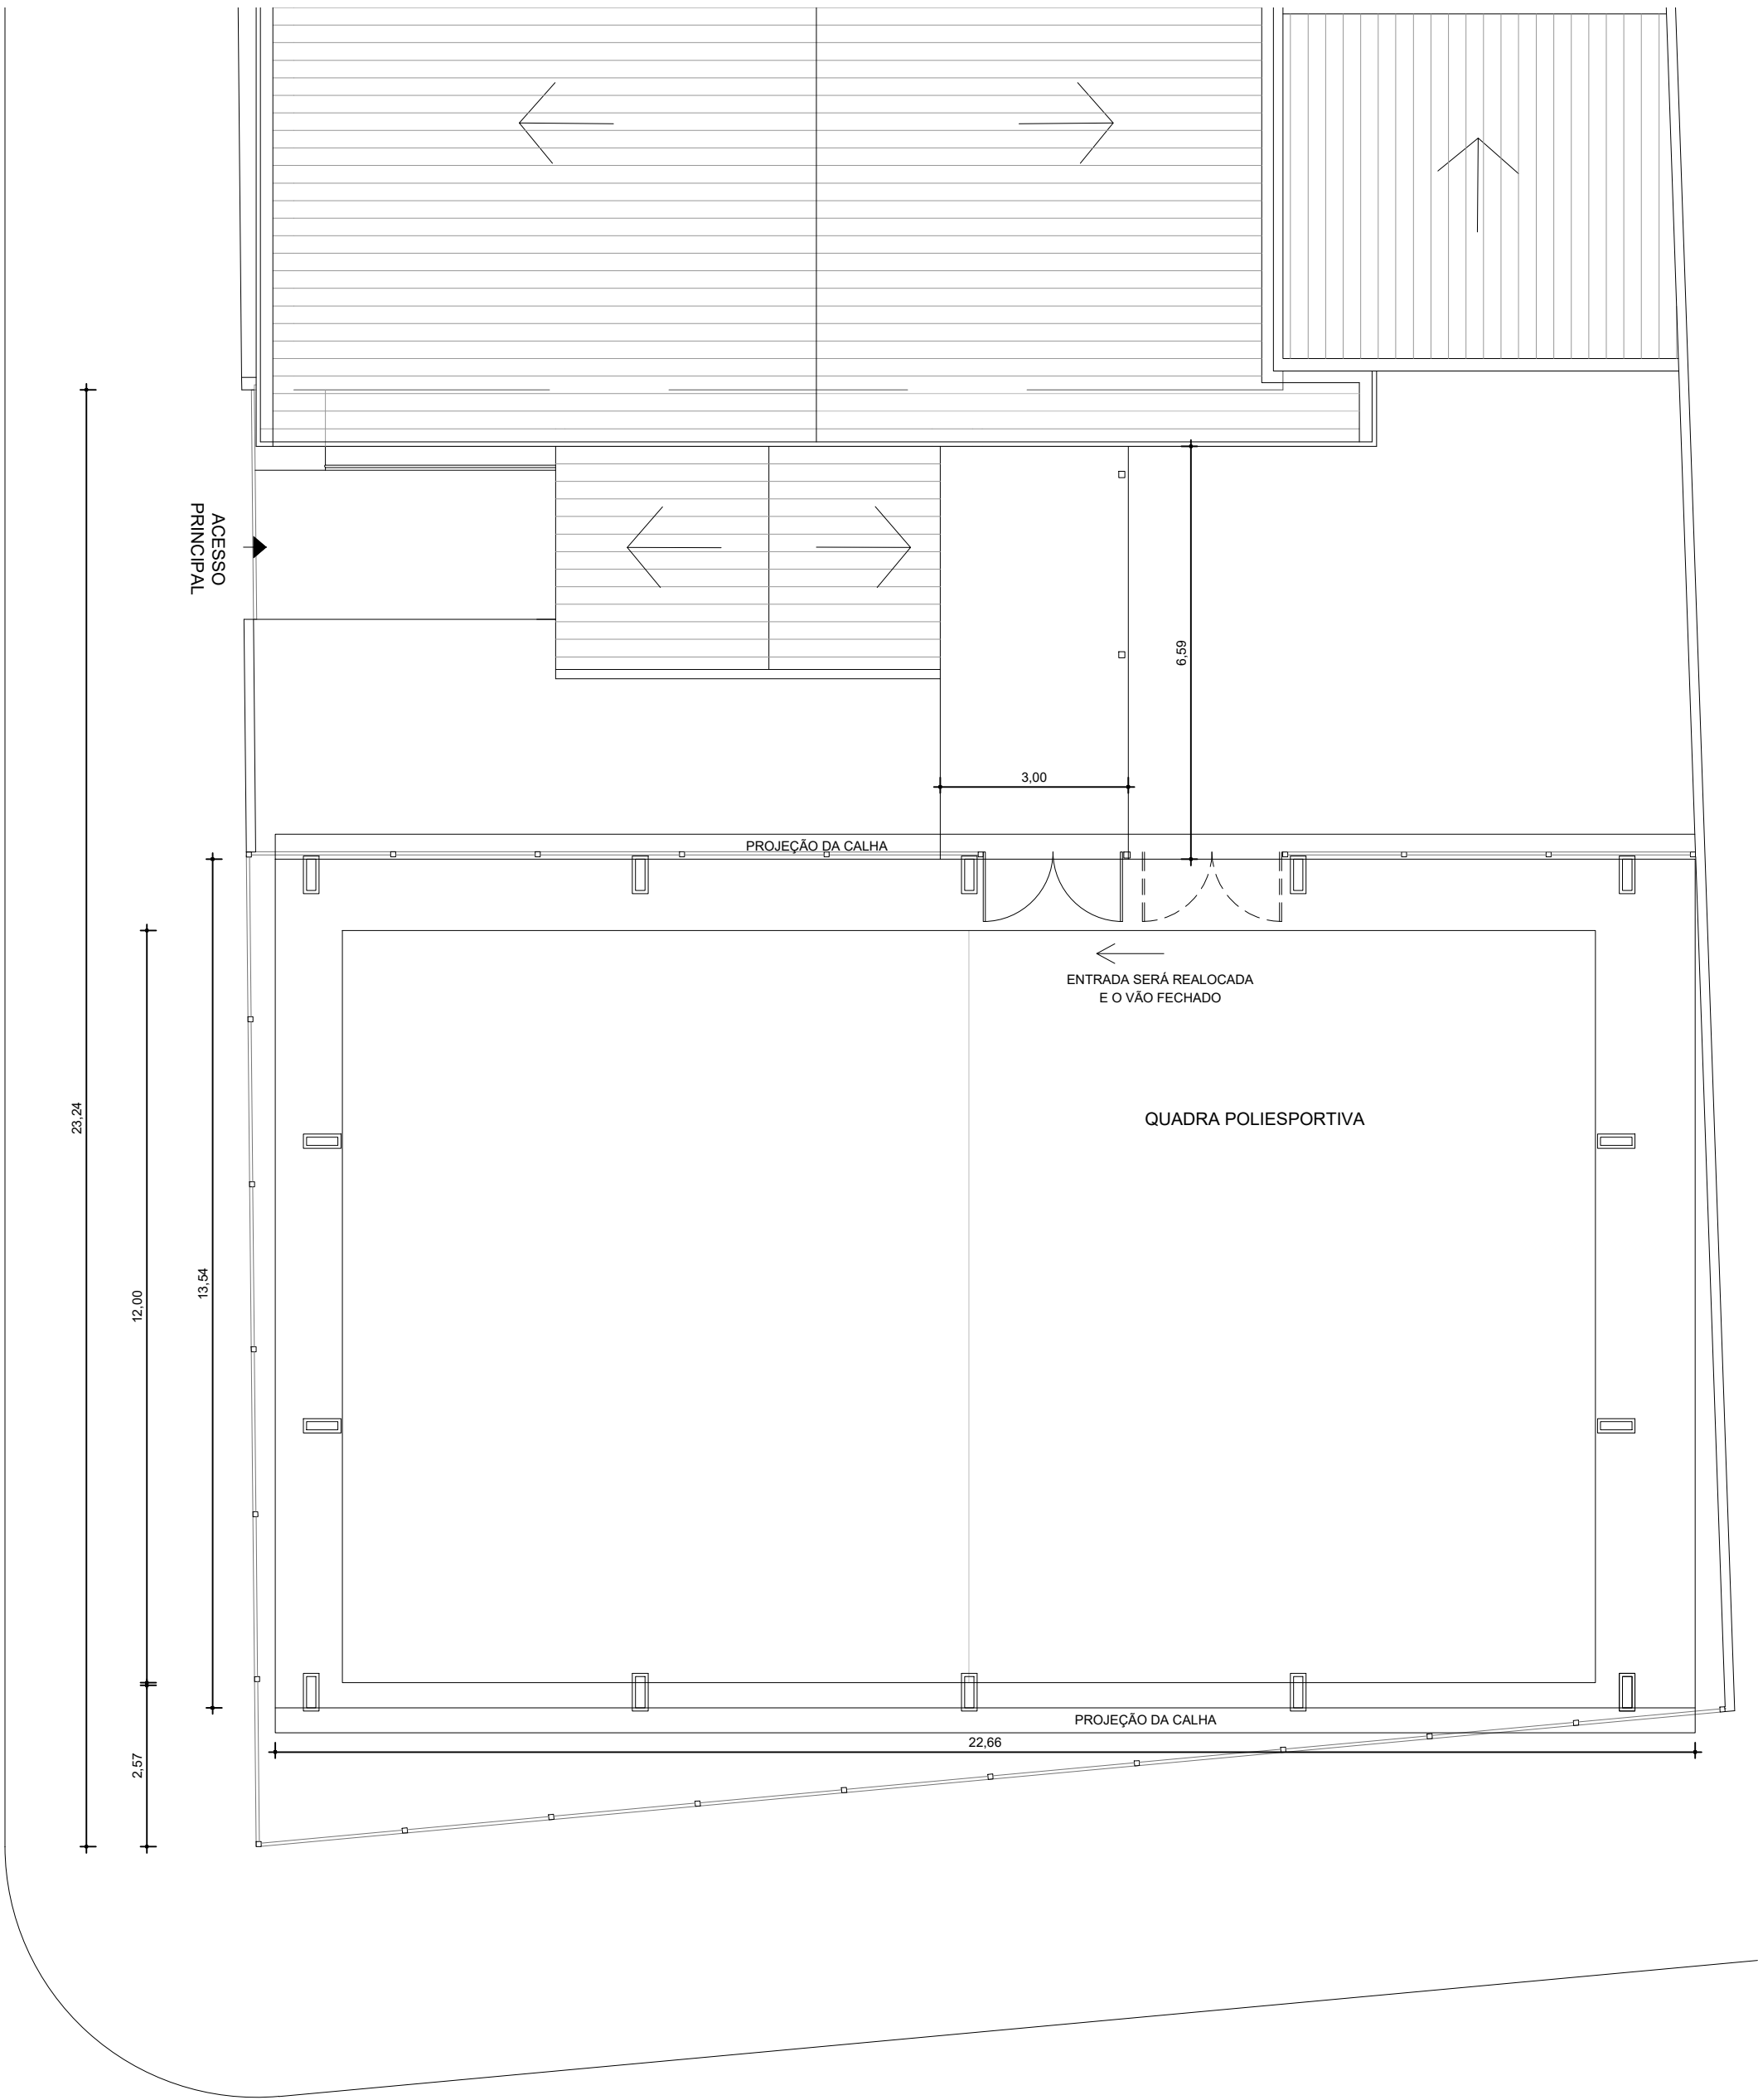 ACESSO
PRINCIPAL
6,59
3,00
PROJEÇÃO DA CALHA
ENTRADA SERÁ REALOCADA
E O VÃO FECHADO
QUADRA POLIESPORTIVA
23,24
12,00
13,54
PROJEÇÃO DA CALHA
22,66
2,57